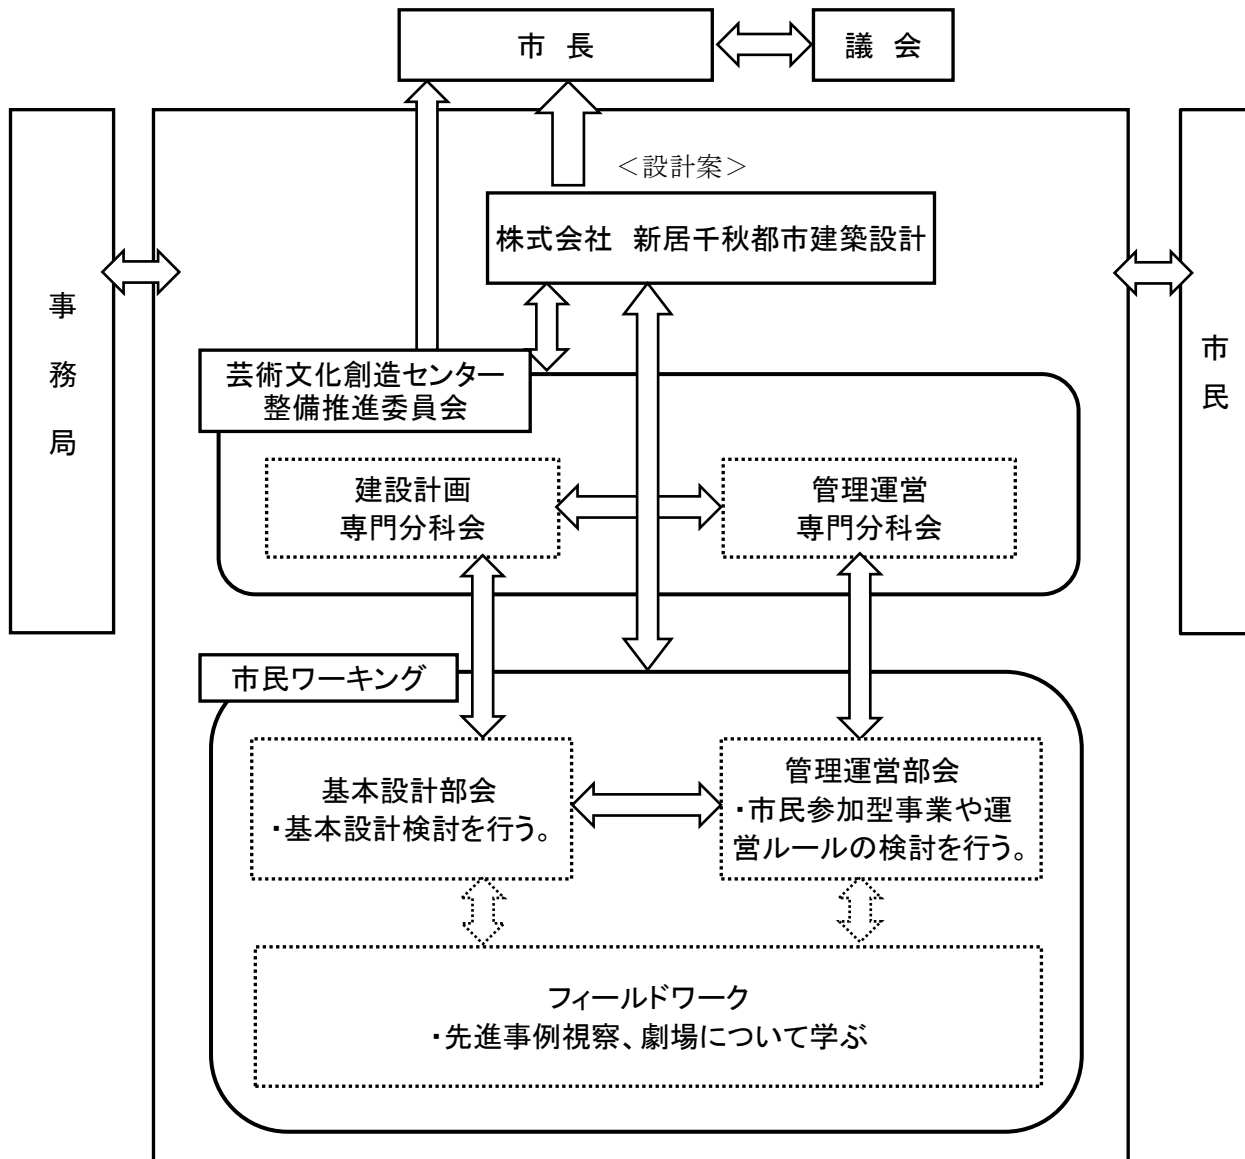 市 長
議 会
＜設計案＞
株式会社 新居千秋都市建築設計
事務局
市民
芸術文化創造センター
整備推進委員会
建設計画
専門分科会
管理運営
専門分科会
市民ワーキング
基本設計部会
・基本設計検討を行う。
管理運営部会
・市民参加型事業や運
営ルールの検討を行う。
フィールドワーク
・先進事例視察、劇場について学ぶ